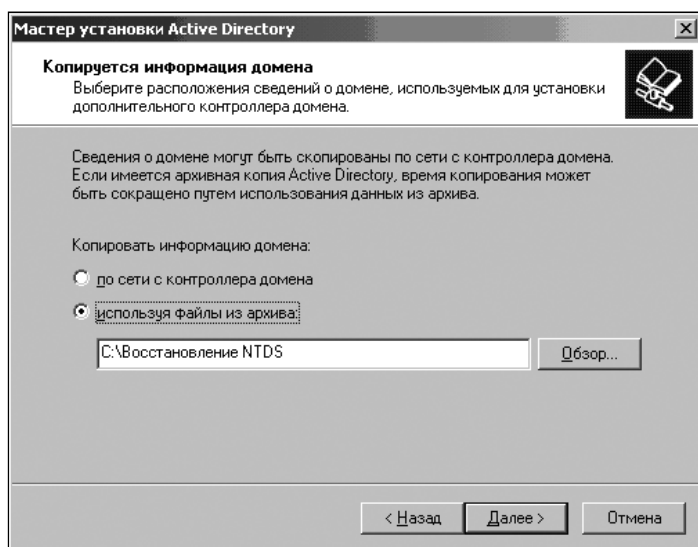 Мастер установки Active Directory
Копируется информация домена
Выберите расположения сведений о домене, используемых для установки
дополнительного контроллера домена.
Сведения о домене могут быть скопированы по сети с контроллера домена.
Если имеется архивная копия Active Directory, время копирования может
быть сокращено путем использования данных из архива.
Копировать информацию домена:
по сети с контроллера домена
используя файлы из архива:
C:\Восстановление NTDS
Обзор...
< Назад
Далее >
Отмена